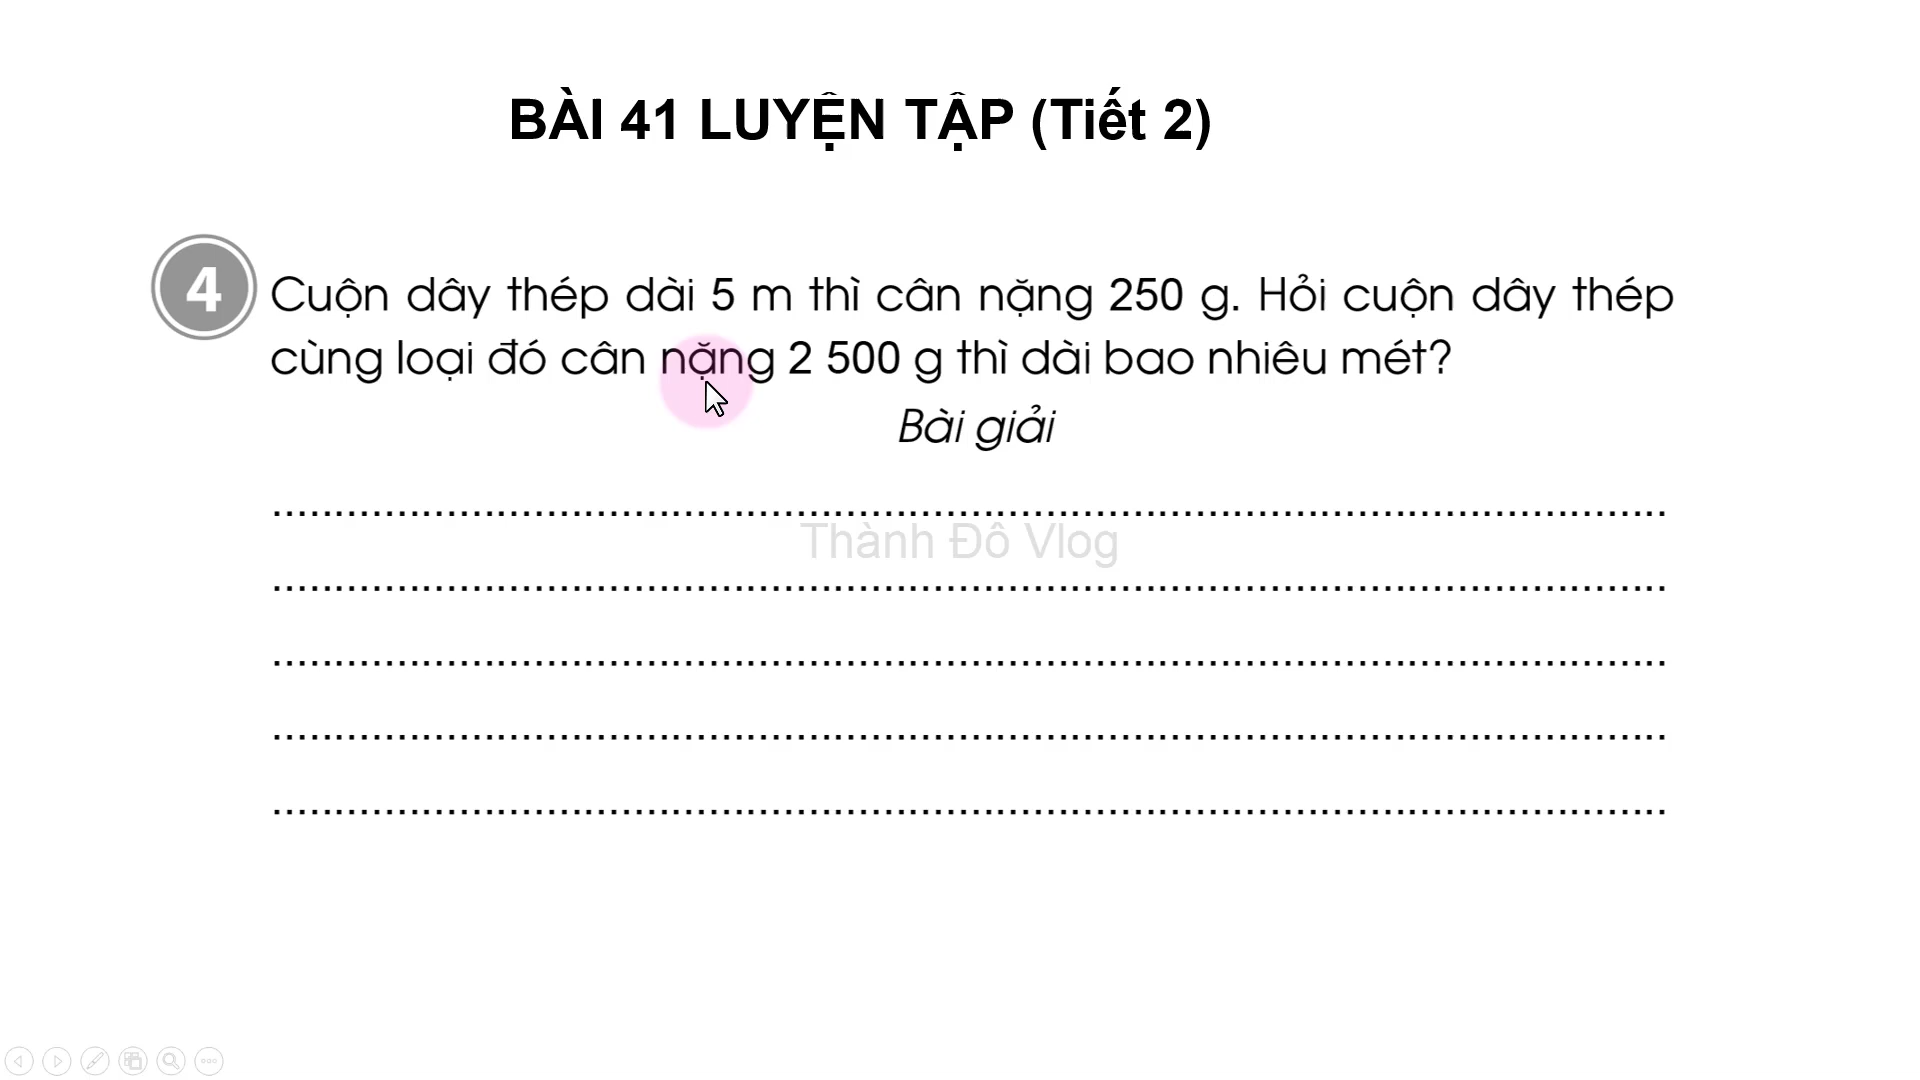 BÀI 41 LUYỆN TẬP (Tiết 2)
4 Cuộn dây thép dài 5 m thì cân nặng 250 g. Hỏi cuộn dây thép
cùng loại đó cân nặng 2 500 g thì dài bao nhiêu mét?
Bài giải
Thành Đô Vlog